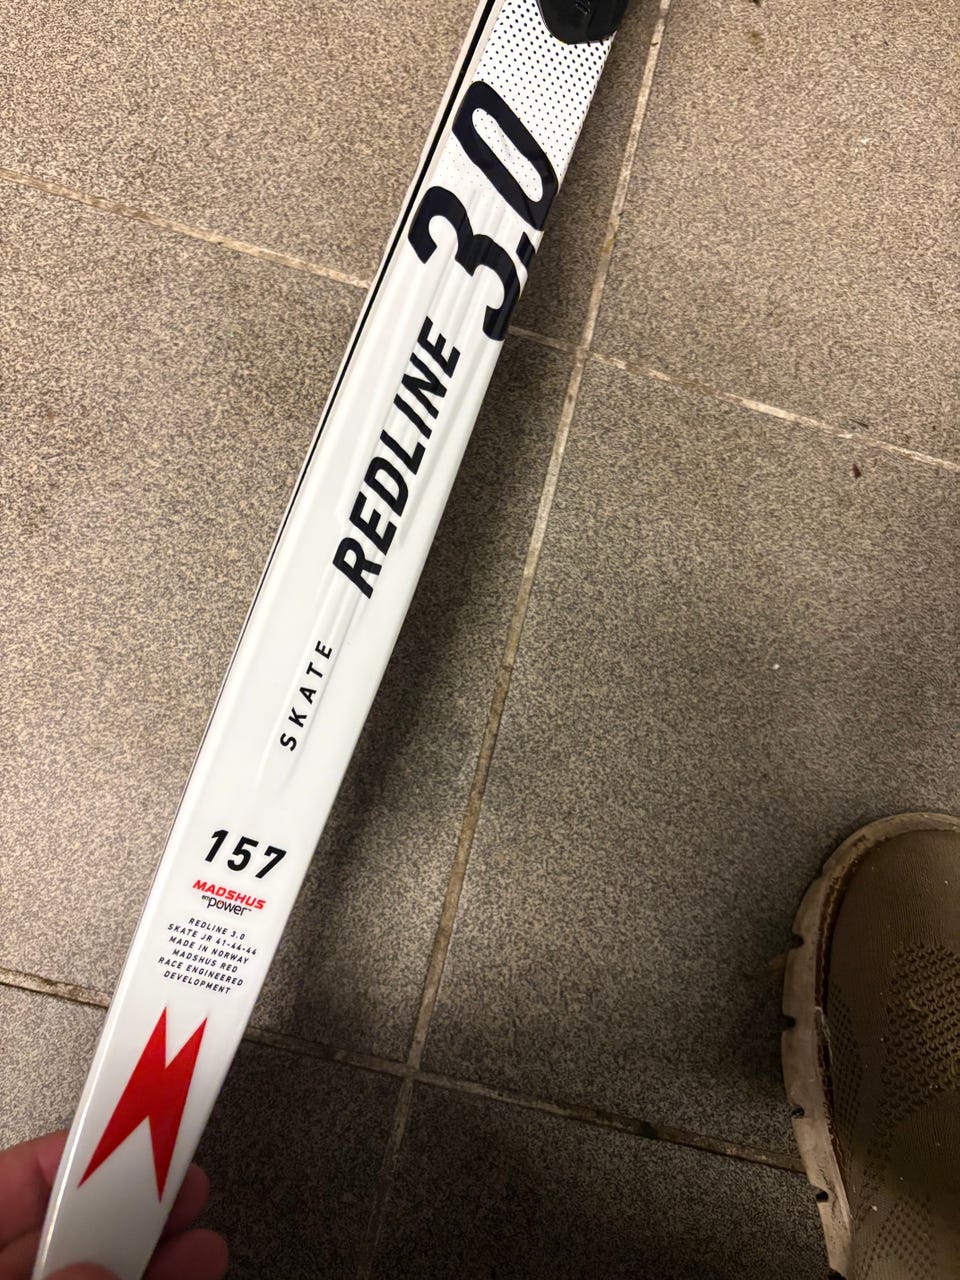 REDLINE 3.0
SKATE
157
MADSHUS
empower™
REDLINE 3.0
SKATE JR 41-44-44
MADE IN NORWAY
MADSHUS RED
RACE ENGINEERED
DEVELOPMENT